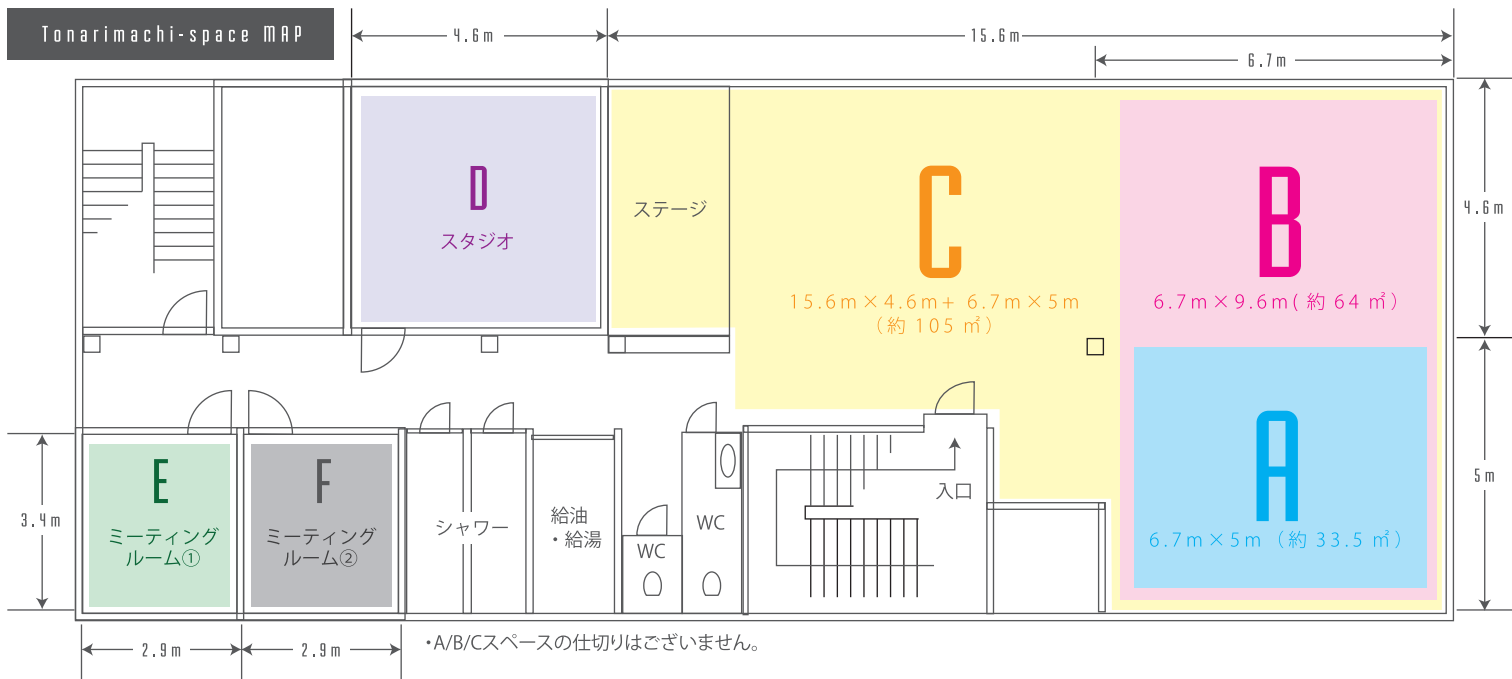 Tonarimachi-space MAP
4.6m
15.6m
6.7m
D
スタジオ
ステージ
C
15.6m×4.6m+ 6.7m×5m
（約 105 ㎡）
B
6.7m×9.6m( 約 64 ㎡）
4.6m
A
6.7m×5m （約 33.5 ㎡）
5m
3.4m
E
ミーティング
ルーム①
F
ミーティング
ルーム②
シャワー
給油
・給湯
WC
WC
入口
2.9m
2.9m
・A/B/Cスペースの仕切りはございません。